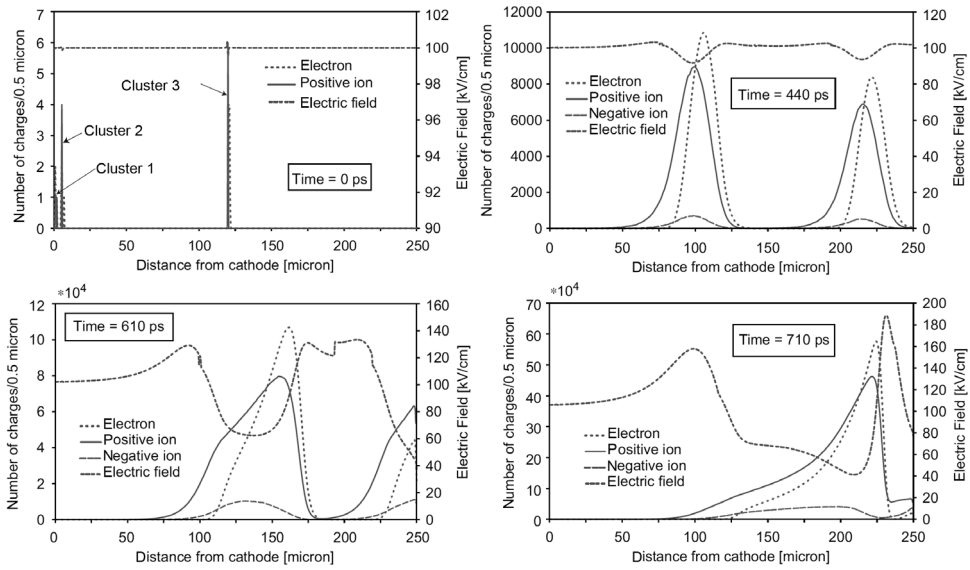 7
6
5
4
3
2
1
0
Number of charges/0.5 micron
Cluster 1
Cluster 2
Cluster 3
Electron
Positive ion
Electric field
Time = 0 ps
102
100
98
96
94
92
90
Electric Field [kV/cm]
0 50 100 150 200 250
Distance from cathode [micron]
12000
10000
8000
6000
4000
2000
0
Number of charges/0.5 micron
Electron
Positive ion
Negative ion
Electric field
Time = 440 ps
120
100
80
60
40
20
0
Electric Field [kV/cm]
0 50 100 150 200 250
Distance from cathode [micron]
*10⁴
12
10
8
6
4
2
0
Number of charges/0.5 micron
Time = 610 ps
Electron
Positive ion
Negative ion
Electric field
160
140
120
100
80
60
40
20
0
Electric Field [kV/cm]
0 50 100 150 200 250
Distance from cathode [micron]
*10⁴
70
60
50
40
30
20
10
0
Number of charges/0.5 micron
Time = 710 ps
Electron
Positive ion
Negative ion
Electric field
200
180
160
140
120
100
80
60
40
20
0
Electric Field [kV/cm]
0 50 100 150 200 250
Distance from cathode [micron]